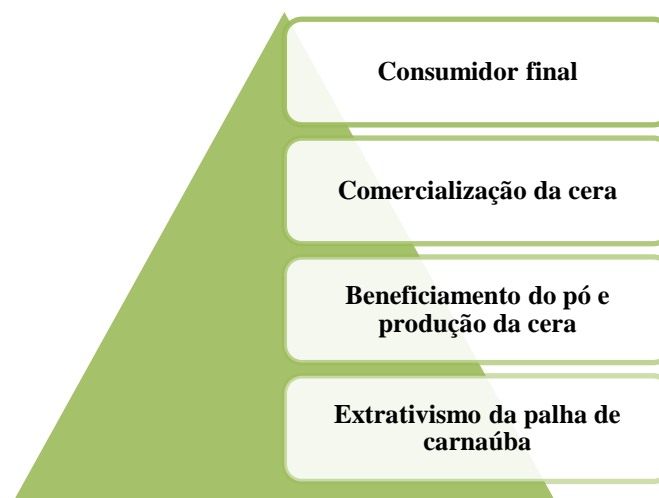 Consumidor final
Comercialização da cera
Beneficiamento do pó e
produção da cera
Extrativismo da palha de
carnaúba